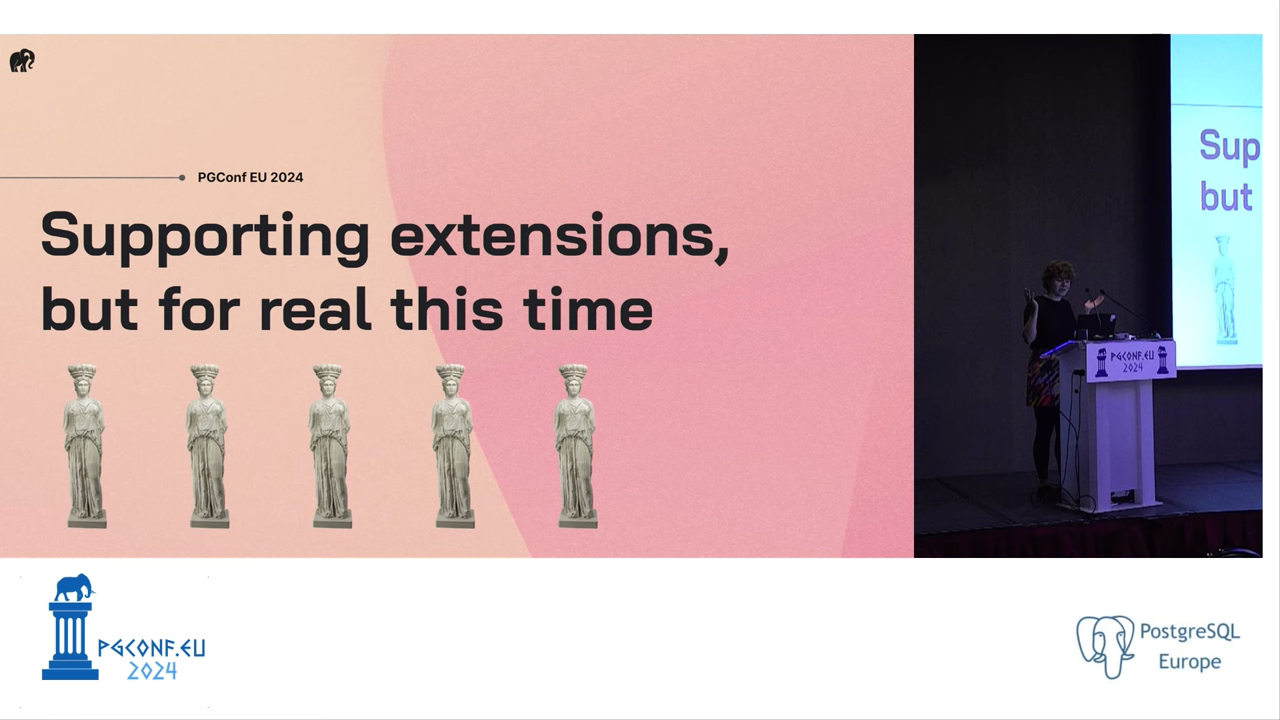 PGConf EU 2024
Supporting extensions,
but for real this time
Sup
but
PGCONF.EU
2024
PGCONF.EU
2024
PostgreSQL
Europe